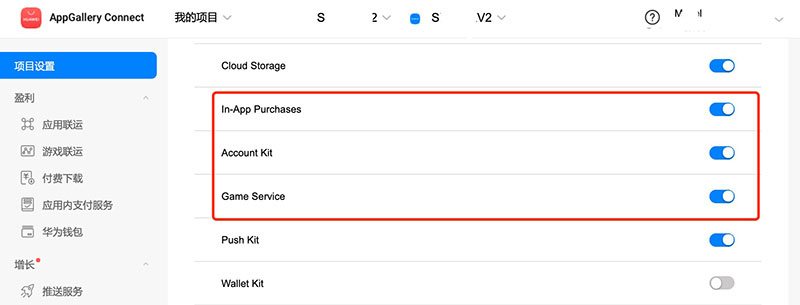 HUAWEI
AppGallery Connect 我的项目 S 2 S .V2 ?
项目设置
盈利
应用联运
游戏联运
付费下载
应用内支付服务
华为钱包
增长
推送服务
Cloud Storage
In-App Purchases
Account Kit
Game Service
Push Kit
Wallet Kit